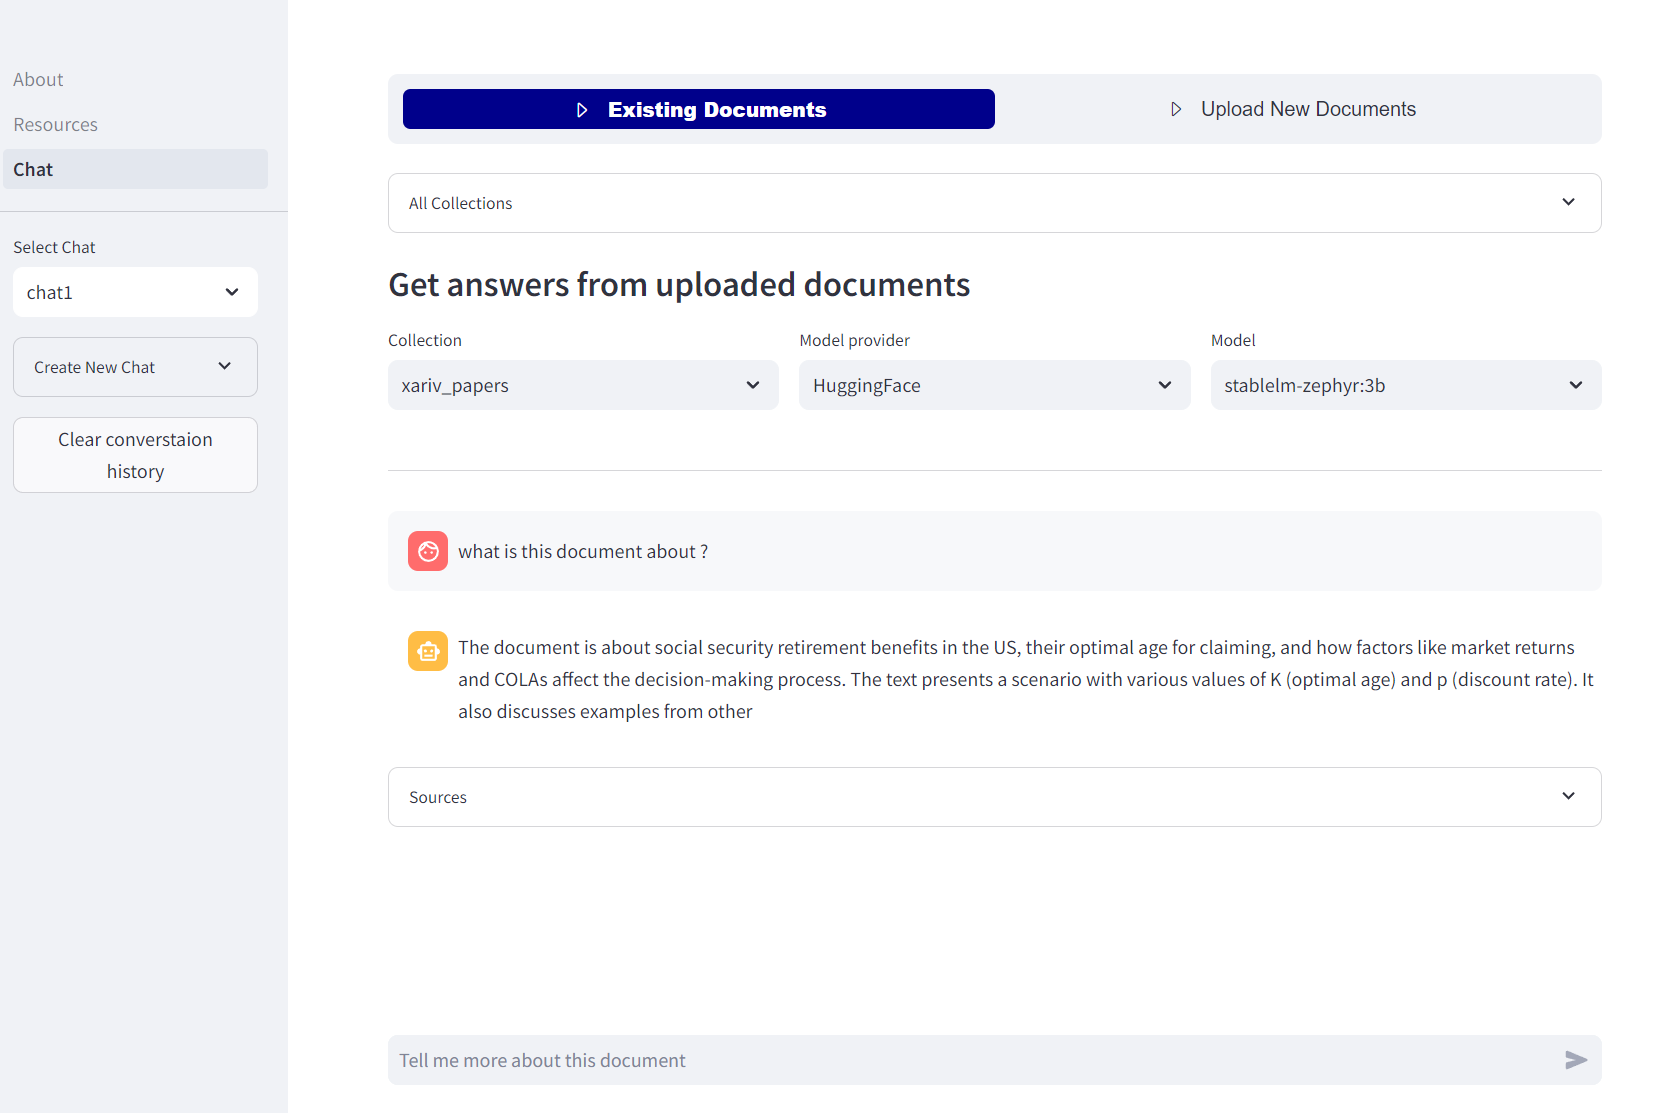 About
Resources
Chat
Select Chat
chat1
Create New Chat
Clear converstaion
history
Existing Documents
Upload New Documents
All Collections
Get answers from uploaded documents
Collection
Model provider
Model
xariv_papers
HuggingFace
stablelm-zephyr:3b
what is this document about ?
The document is about social security retirement benefits in the US, their optimal age for claiming, and how factors like market returns
and COLAs affect the decision-making process. The text presents a scenario with various values of K (optimal age) and p (discount rate). It
also discusses examples from other
Sources
Tell me more about this document